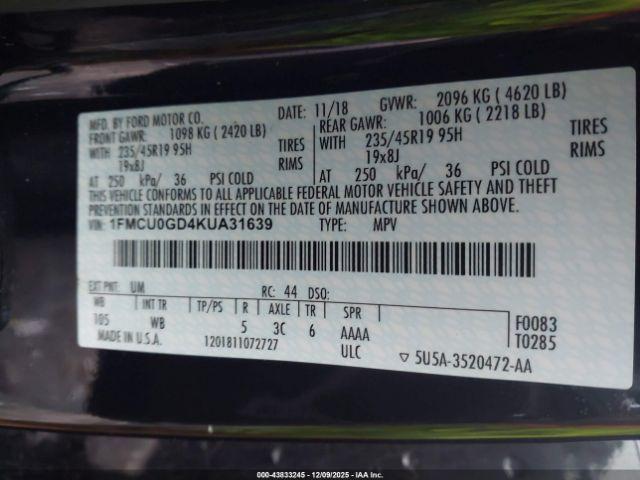 MFD. BY FORD MOTOR CO.
DATE: 11/18 GVWR: 2096 KG ( 4620 LB)
FRONT GAWR: 1098 KG ( 2420 LB)
REAR GAWR: 1006 KG ( 2218 LB)
WITH 235/45R19 95H TIRES
WITH 235/45R19 95H TIRES
19x8J RIMS
19x8J RIMS
AT 250 kPa/ 36 PSI COLD
AT 250 kPa/ 36 PSI COLD
THIS VEHICLE CONFORMS TO ALL APPLICABLE FEDERAL MOTOR VEHICLE SAFETY AND THEFT
PREVENTION STANDARDS IN EFFECT ON THE DATE OF MANUFACTURE SHOWN ABOVE.
VIN: 1FMCU0GD4KUA31639 TYPE: MPV
EXT PNT: UM RC: 44 DSO:
WB INT TR TP/PS R AXLE TR SPR
105 WB 5 3C 6 AAAA
F0083
T0285
MADE IN U.S.A. 1201811072727 ULC ▽ 5U5A-3520472-AA
000-43833245 - 12/09/2025 - IAA Inc.